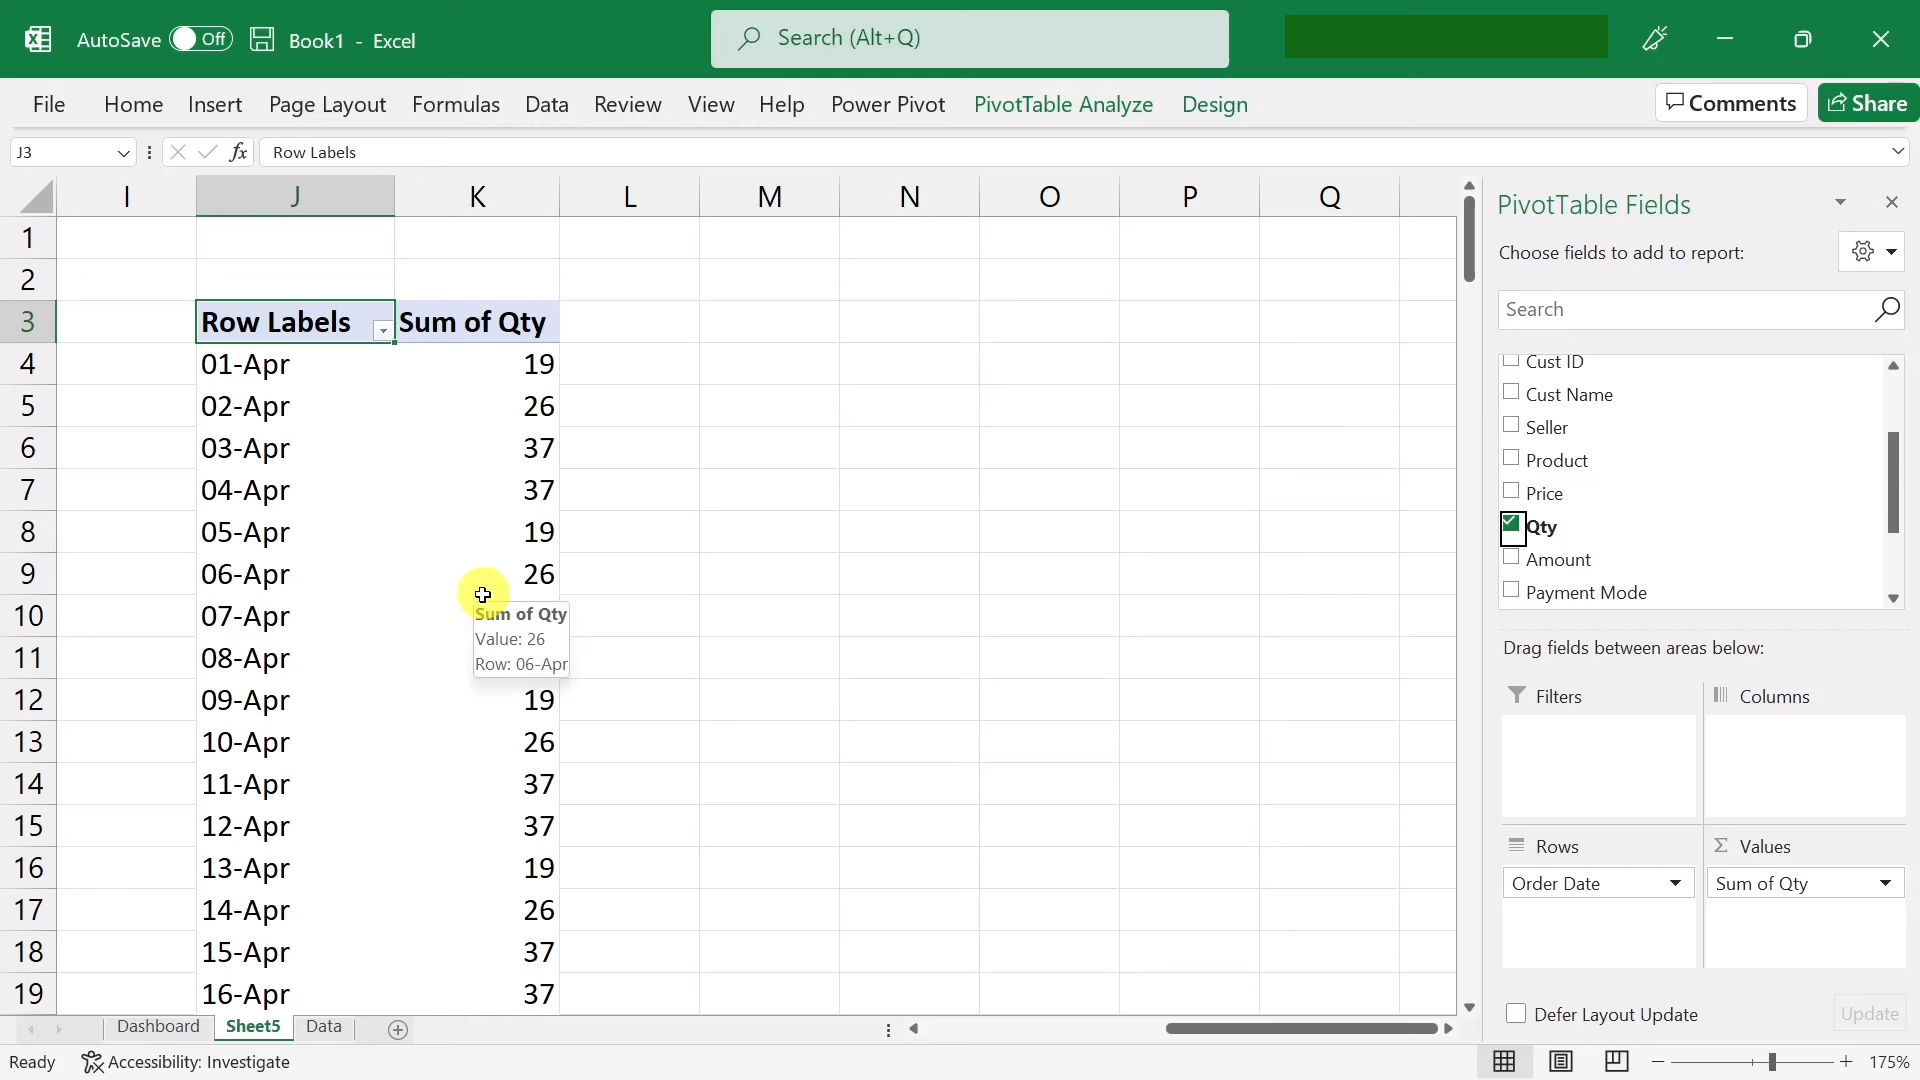 AutoSave Off Book1 - Excel
Search (Alt+Q)
File Home Insert Page Layout Formulas Data Review View Help Power Pivot PivotTable Analyze Design Comments Share
J3 fx Row Labels
I J K L M N O P Q
1
2
3 Row Labels Sum of Qty
4 01-Apr 19
5 02-Apr 26
6 03-Apr 37
7 04-Apr 37
8 05-Apr 19
9 06-Apr 26
10 07-Apr
11 08-Apr
12 09-Apr 19
13 10-Apr 26
14 11-Apr 37
15 12-Apr 37
16 13-Apr 19
17 14-Apr 26
18 15-Apr 37
19 16-Apr 37
Sum of Qty
Value: 26
Row: 06-Apr
PivotTable Fields
Choose fields to add to report:
Search
Cust ID
Cust Name
Seller
Product
Price
Qty
Amount
Payment Mode
Drag fields between areas below:
Filters Columns
Rows Σ Values
Order Date Sum of Qty
Defer Layout Update Update
Dashboard Sheet5 Data
Ready Accessibility: Investigate 175%